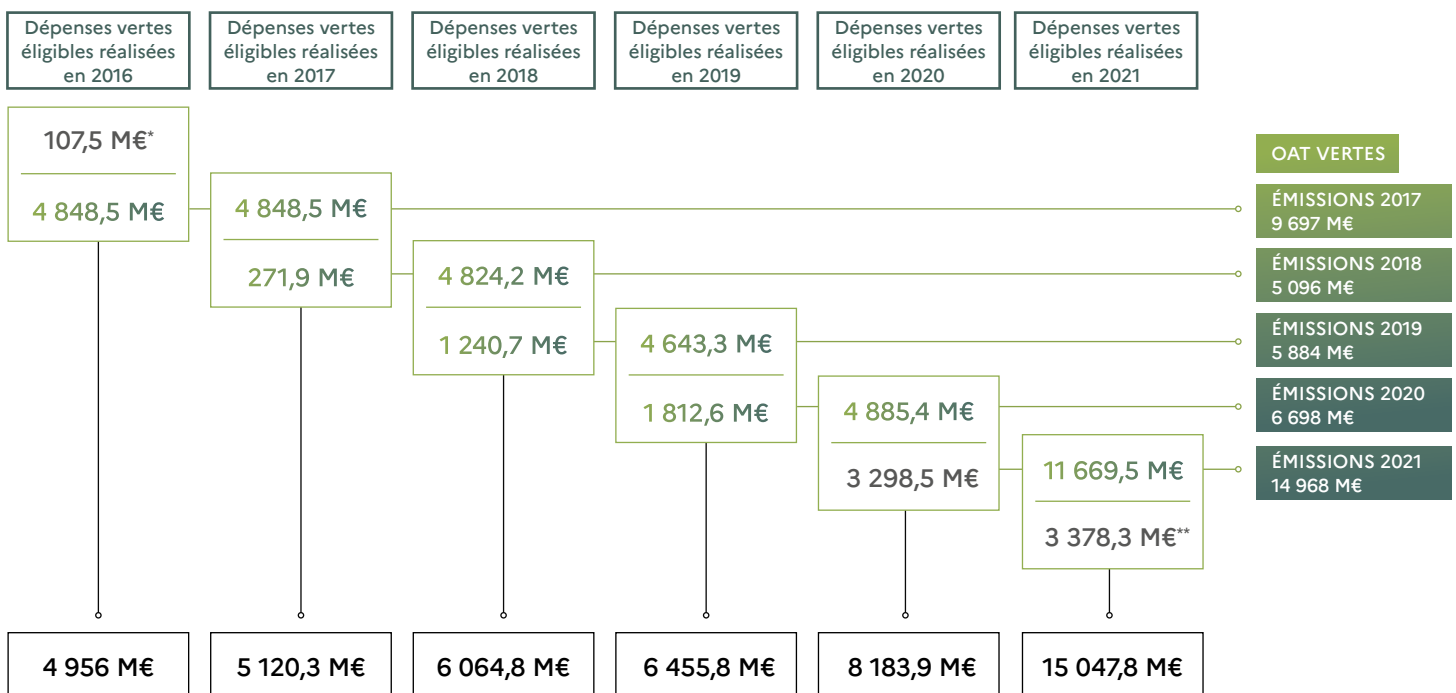 Dépenses vertes
éligibles réalisées
en 2016
Dépenses vertes
éligibles réalisées
en 2017
Dépenses vertes
éligibles réalisées
en 2018
Dépenses vertes
éligibles réalisées
en 2019
Dépenses vertes
éligibles réalisées
en 2020
Dépenses vertes
éligibles réalisées
en 2021
107,5 M€*
4 848,5 M€
4 848,5 M€
271,9 M€
4 824,2 M€
1 240,7 M€
4 643,3 M€
1 812,6 M€
4 885,4 M€
3 298,5 M€
11 669,5 M€
3 378,3 M€**
OAT VERTES
ÉMISSIONS 2017
9 697 M€
ÉMISSIONS 2018
5 096 M€
ÉMISSIONS 2019
5 884 M€
ÉMISSIONS 2020
6 698 M€
ÉMISSIONS 2021
14 968 M€
4 956 M€
5 120,3 M€
6 064,8 M€
6 455,8 M€
8 183,9 M€
15 047,8 M€